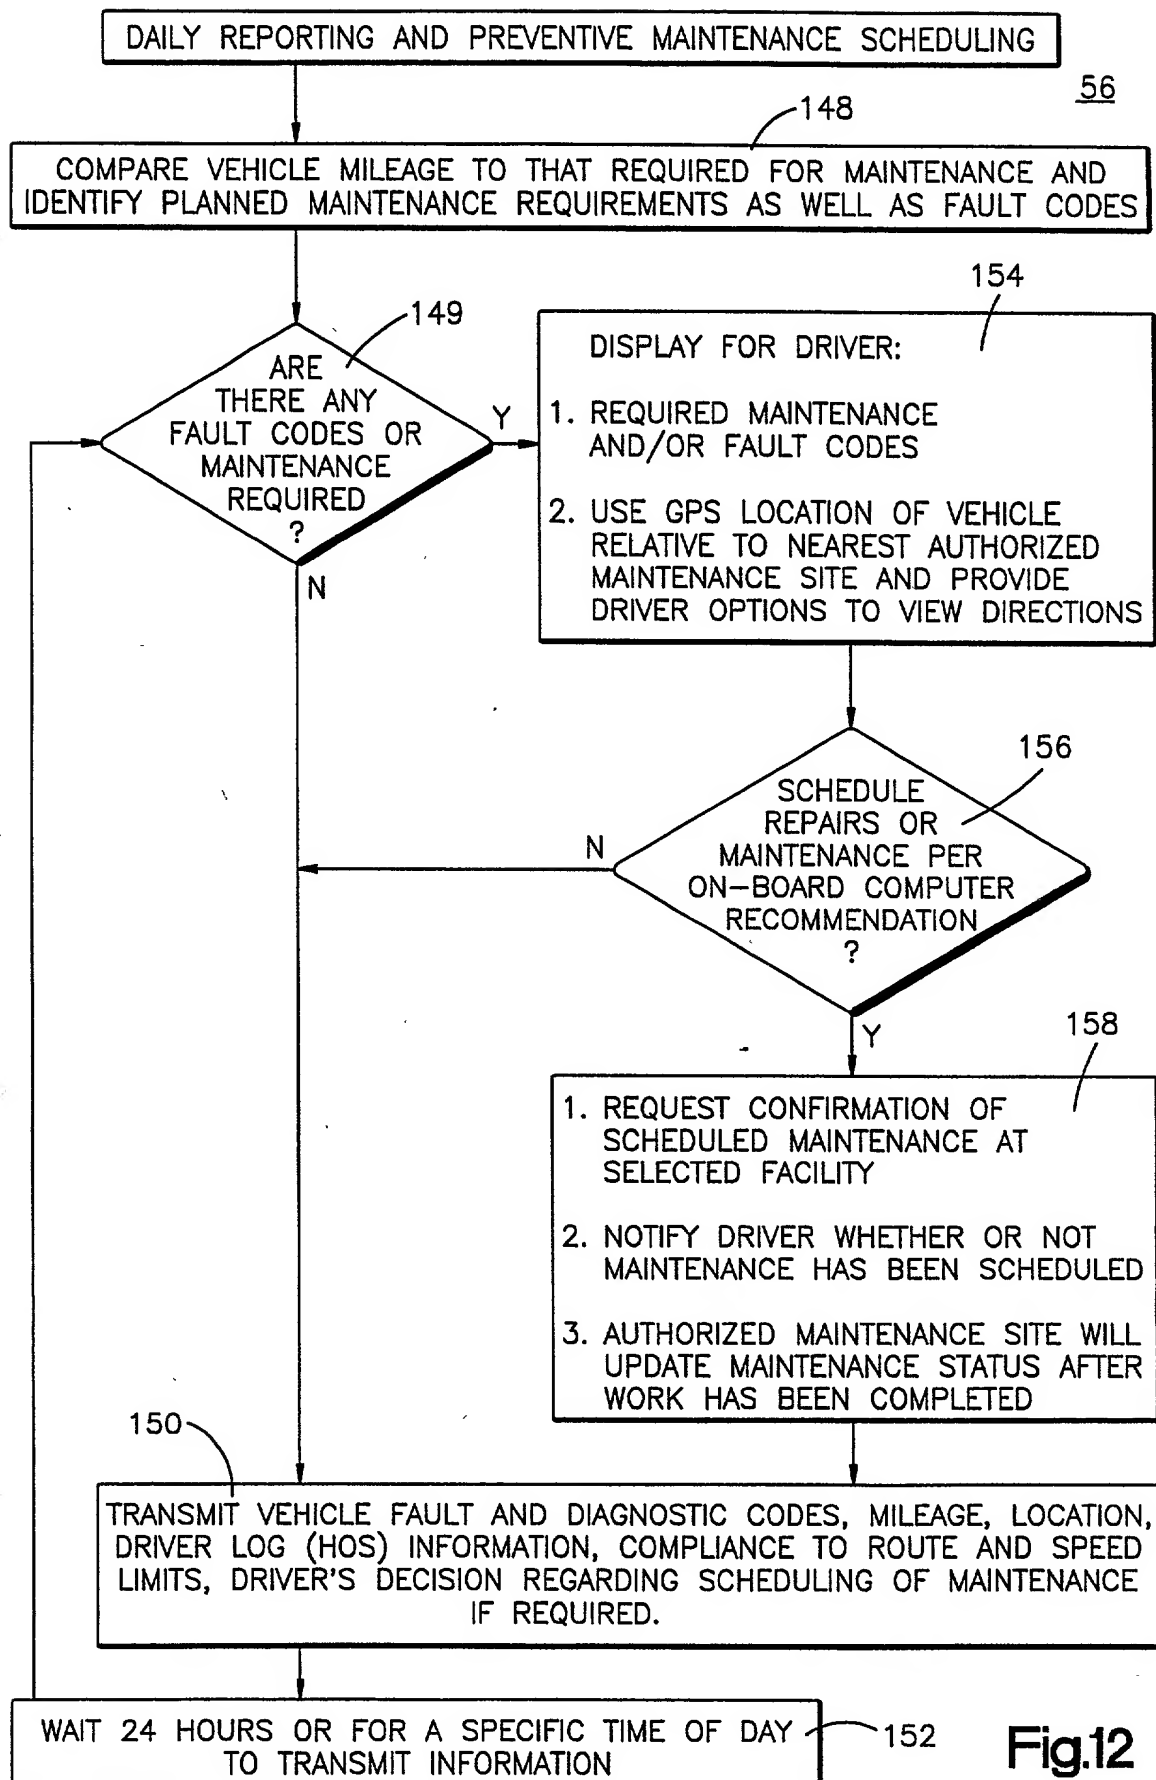 DAILY REPORTING AND PREVENTIVE MAINTENANCE SCHEDULING
56
148
COMPARE VEHICLE MILEAGE TO THAT REQUIRED FOR MAINTENANCE AND
IDENTIFY PLANNED MAINTENANCE REQUIREMENTS AS WELL AS FAULT CODES
149
ARE
THERE ANY
FAULT CODES OR
MAINTENANCE
REQUIRED
?
Y
N
154
DISPLAY FOR DRIVER:
1. REQUIRED MAINTENANCE
AND/OR FAULT CODES
2. USE GPS LOCATION OF VEHICLE
RELATIVE TO NEAREST AUTHORIZED
MAINTENANCE SITE AND PROVIDE
DRIVER OPTIONS TO VIEW DIRECTIONS
156
SCHEDULE
REPAIRS OR
MAINTENANCE PER
ON-BOARD COMPUTER
RECOMMENDATION
?
N
Y
158
1. REQUEST CONFIRMATION OF
SCHEDULED MAINTENANCE AT
SELECTED FACILITY
2. NOTIFY DRIVER WHETHER OR NOT
MAINTENANCE HAS BEEN SCHEDULED
3. AUTHORIZED MAINTENANCE SITE WILL
UPDATE MAINTENANCE STATUS AFTER
WORK HAS BEEN COMPLETED
150
TRANSMIT VEHICLE FAULT AND DIAGNOSTIC CODES, MILEAGE, LOCATION,
DRIVER LOG (HOS) INFORMATION, COMPLIANCE TO ROUTE AND SPEED
LIMITS, DRIVER'S DECISION REGARDING SCHEDULING OF MAINTENANCE
IF REQUIRED.
WAIT 24 HOURS OR FOR A SPECIFIC TIME OF DAY
TO TRANSMIT INFORMATION
152
Fig.12